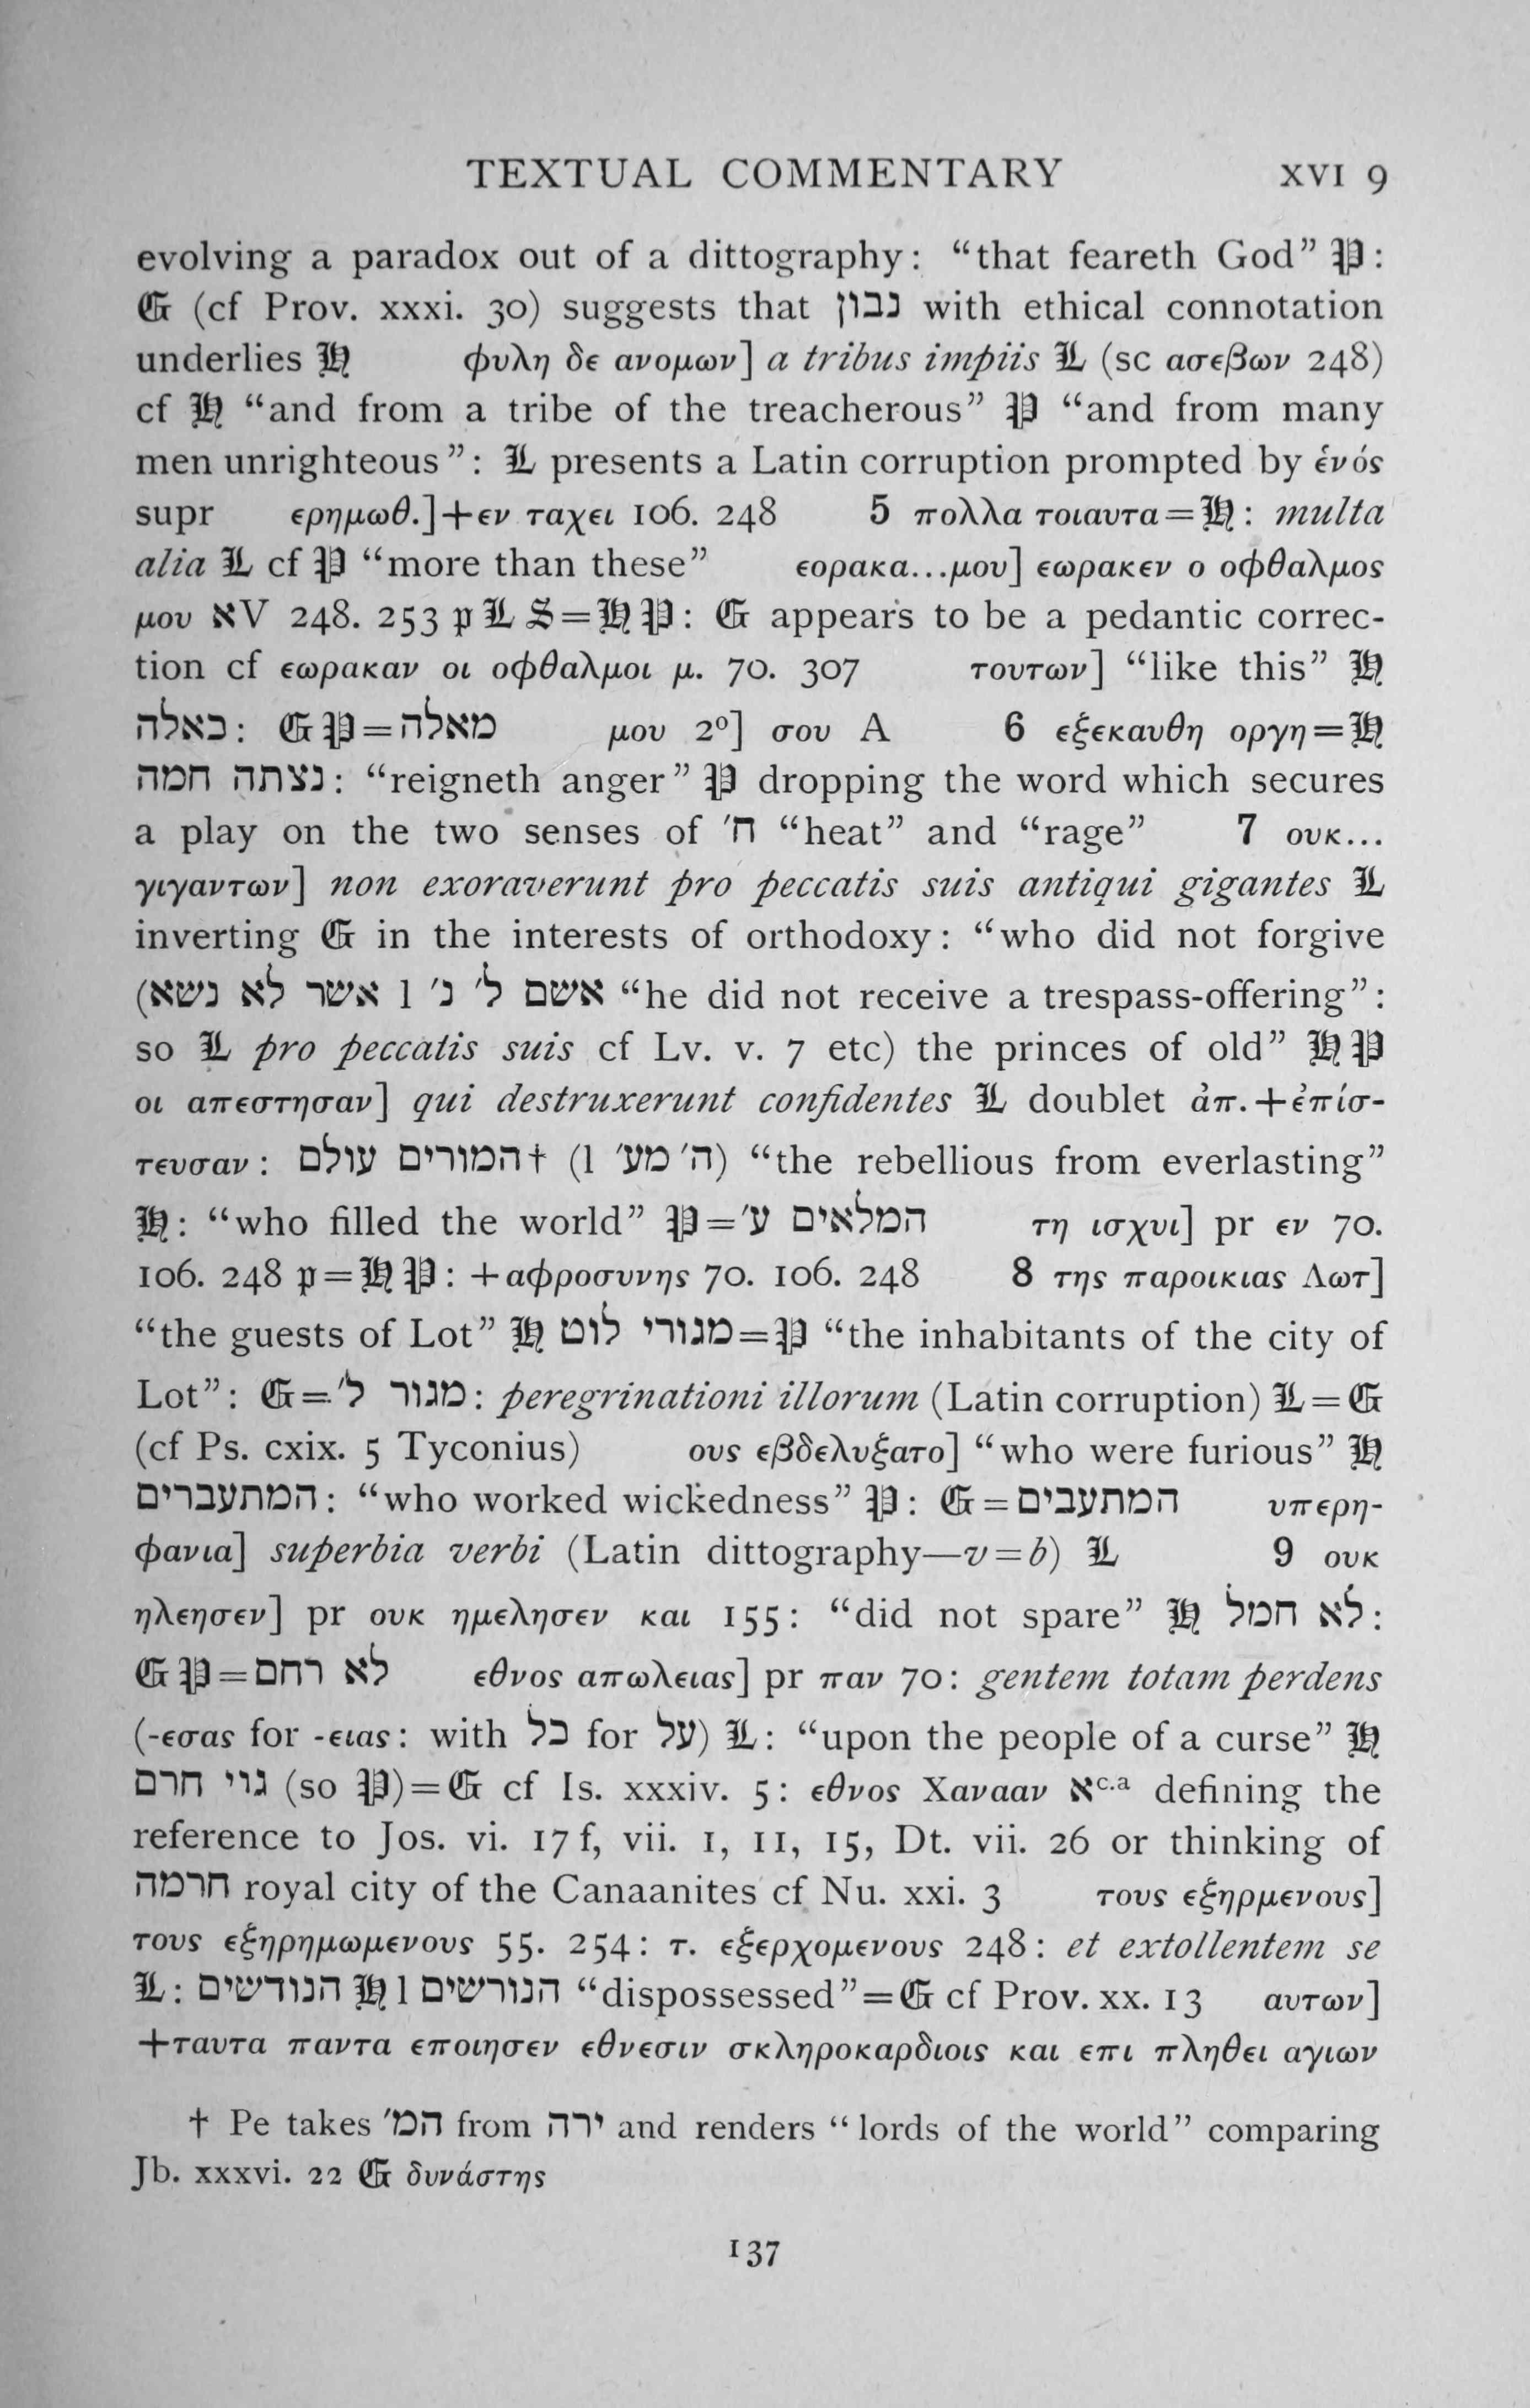 TEXTUAL COMMENTARY XVI 9
evolving a paradox out of a dittography: “that feareth God” 𝔓:
𝔊 (cf Prov. xxxi. 30) suggests that נבון with ethical connotation
underlies ℌ φυλη δε ανομων] a tribus impiis 𝔏 (sc ασεβων 248)
cf ℌ “and from a tribe of the treacherous” 𝔓 “and from many
men unrighteous”: 𝔏 presents a Latin corruption prompted by ἑνός
supr ερημωθ.]+εν ταχει 106. 248 5 πολλα τοιαυτα=ℌ: multa
alia 𝔏 cf 𝔓 “more than these” εορακα...μου] εωρακεν ο οφθαλμος
μου אV 248. 253 𝔭 𝔏 𝔖=ℌ 𝔓: 𝔊 appears to be a pedantic correc-
tion cf εωρακαν οι οφθαλμοι μ. 70. 307 τουτων] “like this” ℌ
כאלה: 𝔊 𝔓=מאלה μου 2º] σου A 6 εξεκαυθη οργη=ℌ
נצתה חמה: “reigneth anger” 𝔓 dropping the word which secures
a play on the two senses of ח׳ “heat” and “rage” 7 ουκ...
γιγαντων] non exoraverunt pro peccatis suis antiqui gigantes 𝔏
inverting 𝔊 in the interests of orthodoxy: “who did not forgive
(אשר לא נשא l אשם ל׳ נ׳ “he did not receive a trespass-offering”:
so 𝔏 pro peccatis suis cf Lv. v. 7 etc) the princes of old” ℌ 𝔓
οι απεστησαν] qui destruxerunt confidentes 𝔏 doublet ἀπ.+ἐπίσ-
τευσαν: המורים עולם† (l ה׳ מע׳) “the rebellious from everlasting”
ℌ: “who filled the world” 𝔓=המלאים ע׳ τη ισχυι] pr εν 70.
106. 248 𝔭=ℌ 𝔓: +αφροσυνης 70. 106. 248 8 της παροικιας Λωτ]
“the guests of Lot” ℌ מגורי לוט=𝔓 “the inhabitants of the city of
Lot”: 𝔊=מגור ל׳: peregrinationi illorum (Latin corruption) 𝔏=𝔊
(cf Ps. cxix. 5 Tyconius) ους εβδελυξατο] “who were furious” ℌ
המתעברים: “who worked wickedness” 𝔓: 𝔊=המתעבים υπερη-
φανια] superbia verbi (Latin dittography—v=b) 𝔏 9 ουκ
ηλεησεν] pr ουκ ημελησεν και 155: “did not spare” ℌ לא חמל:
𝔊 𝔓=לא רחם εθνος απωλειας] pr παν 70: gentem totam perdens
(-εσας for -ειας: with כל for על) 𝔏: “upon the people of a curse” ℌ
גוי חרם (so 𝔓)=𝔊 cf Is. xxxiv. 5: εθνος Χανααν אc.a defining the
reference to Jos. vi. 17 f, vii. 1, 11, 15, Dt. vii. 26 or thinking of
חרמה royal city of the Canaanites cf Nu. xxi. 3 τους εξηρμενους]
τους εξηρημωμενους 55. 254: τ. εξερχομενους 248: et extollentem se
𝔏: הנודשים ℌ l הנורשים “dispossessed”=𝔊 cf Prov. xx. 13 αυτων]
+ταυτα παντα εποιησεν εθνεσιν σκληροκαρδιοις και επι πληθει αγιων
† Pe takes המ׳ from ירה and renders “lords of the world” comparing
Jb. xxxvi. 22 𝔊 δυνάστης
137